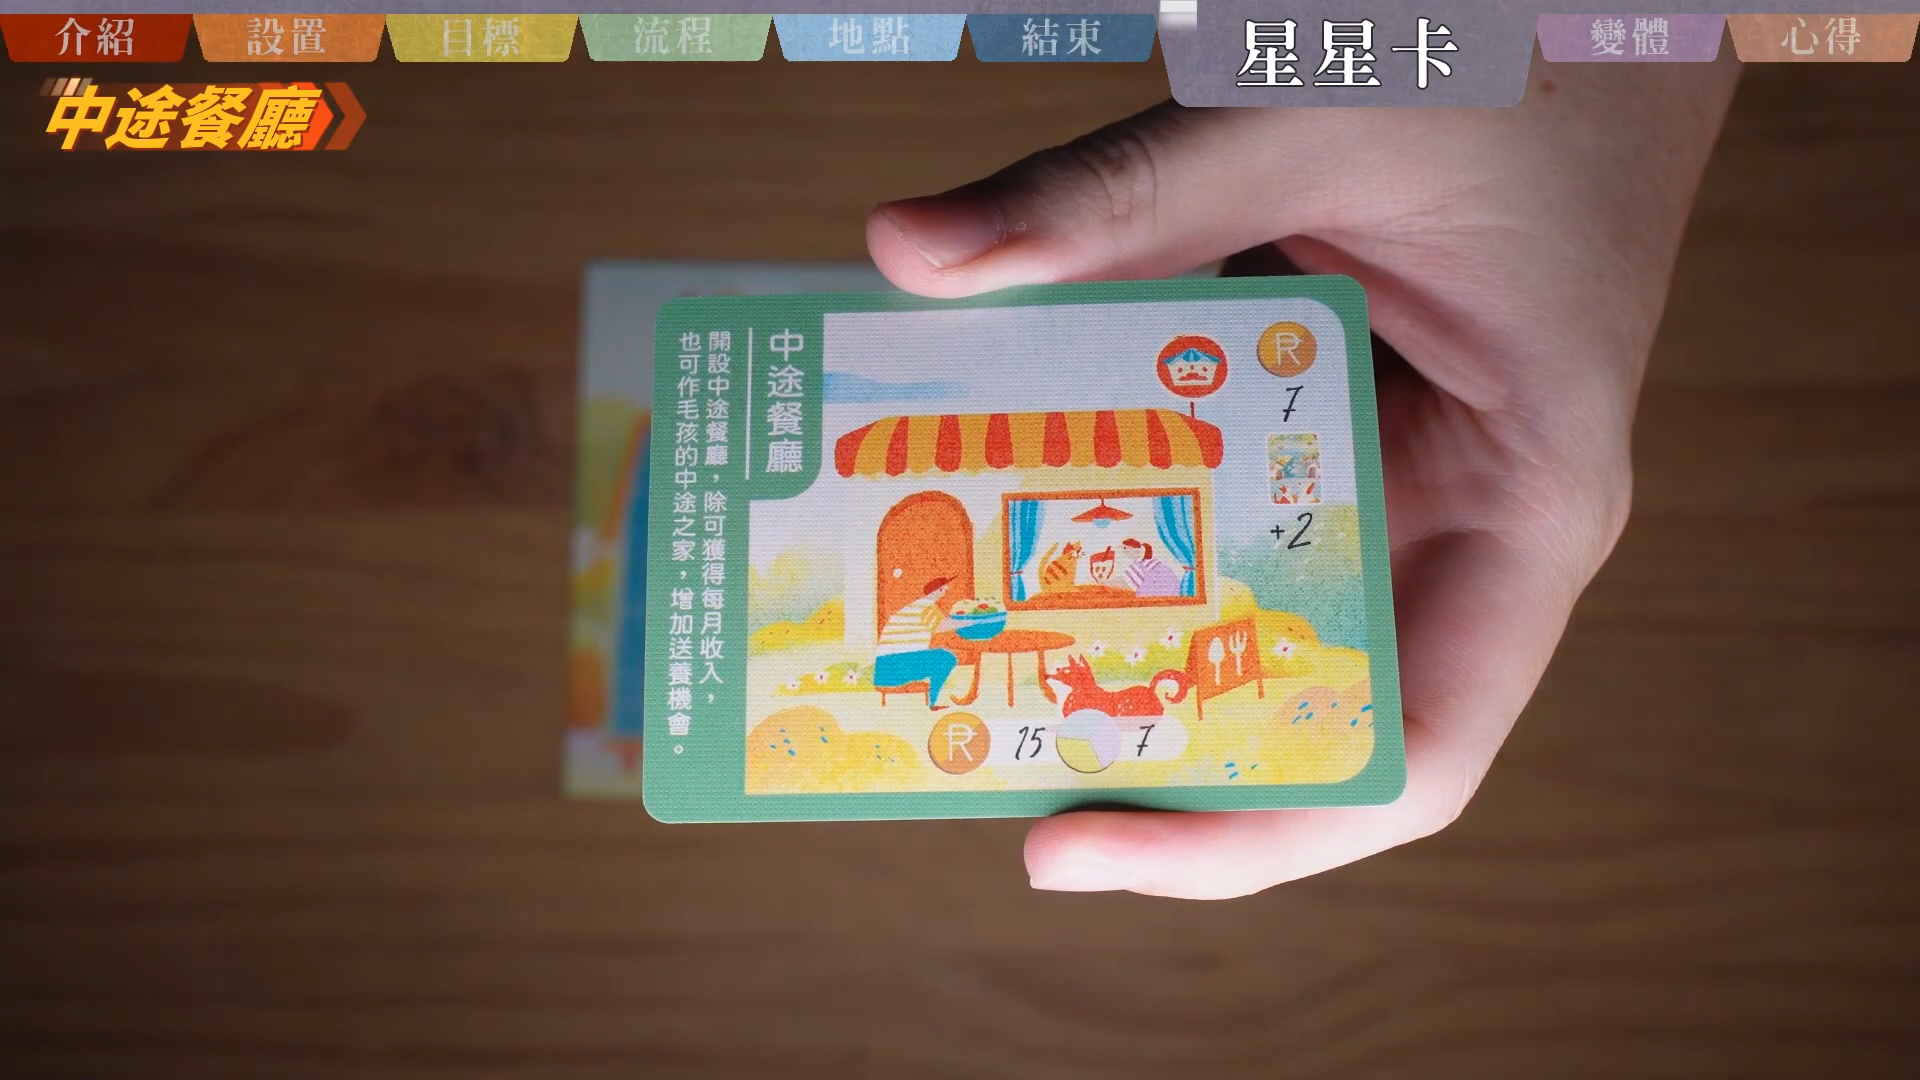 介紹
設置
目標
流程
地點
結束
星星卡
變體
心得
中途餐廳
中途餐廳
開設中途餐廳，除可獲得每月收入，
也可作毛孩的中途之家，增加送養機會。
R
7
+2
R 15 7